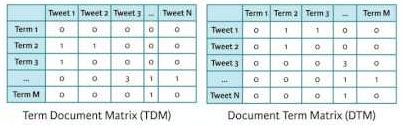 Tweet 1 Tweet 2 Tweet 3 ... Tweet N
Term 1 0 0 0 0 0
Term 2 1 1 0 0 0
Term 3 1 0 0 0 0
... 0 0 3 1 1
Term M 0 0 0 1 0
Term Document Matrix (TDM)
Term 1 Term 2 Term 3 ... Term M
Tweet 1 0 1 1 0 0
Tweet 2 0 1 0 0 0
Tweet 3 0 0 0 3 0
... 0 0 0 1 1
Tweet N 0 0 0 1 0
Document Term Matrix (DTM)